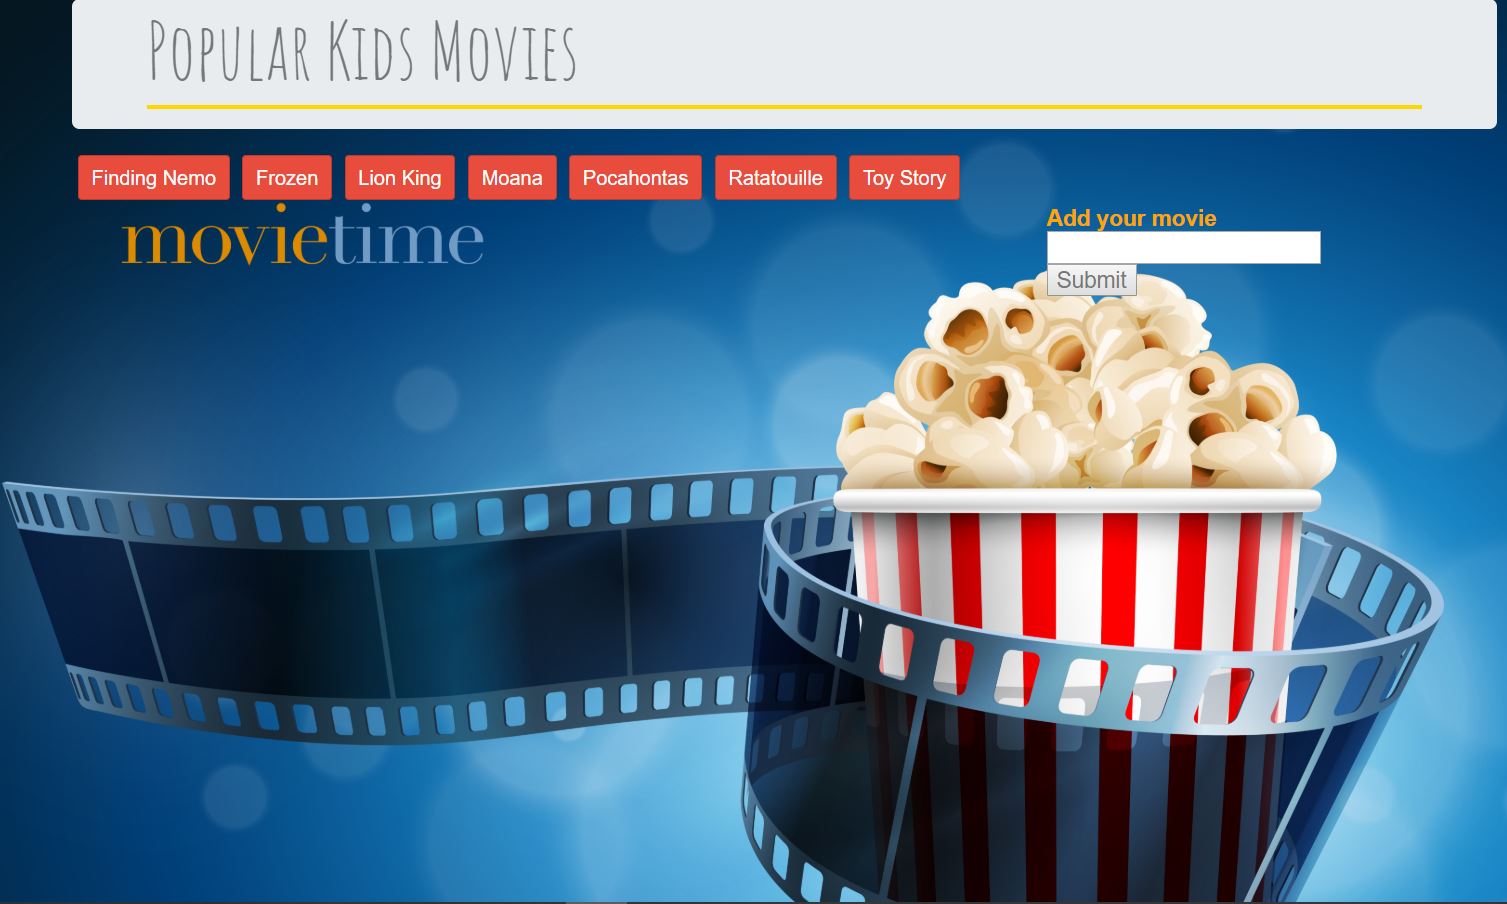 Popular Kids Movies
Finding Nemo Frozen Lion King Moana Pocahontas Ratatouille Toy Story
movietime
Add your movie
Submit